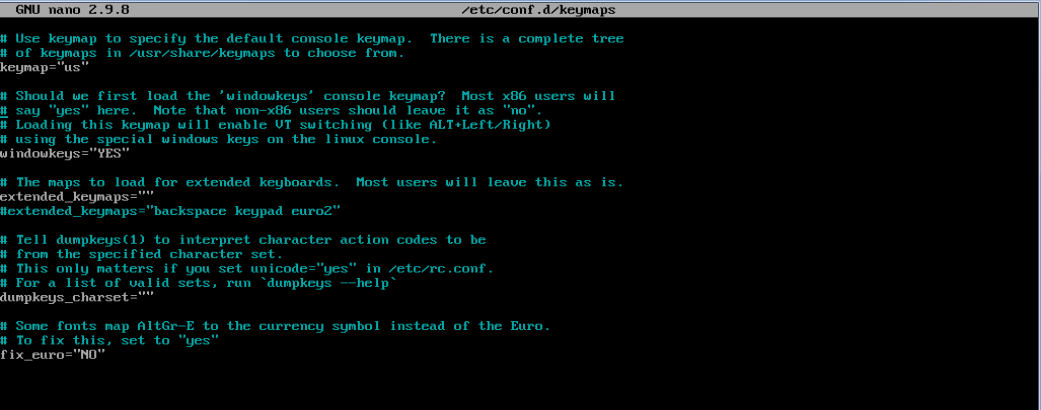 GNU nano 2.9.8 /etc/conf.d/keymaps
# Use keymap to specify the default console keymap.  There is a complete tree
# of keymaps in /usr/share/keymaps to choose from.
keymap="us"
# Should we first load the 'windowkeys' console keymap?  Most x86 users will
# say "yes" here.  Note that non-x86 users should leave it as "no".
# Loading this keymap will enable VT switching (like ALT+Left/Right)
# using the special windows keys on the linux console.
windowkeys="YES"
# The maps to load for extended keyboards.  Most users will leave this as is.
extended_keymaps=""
#extended_keymaps="backspace keypad euro2"
# Tell dumpkeys(1) to interpret character action codes to be
# from the specified character set.
# This only matters if you set unicode="yes" in /etc/rc.conf.
# For a list of valid sets, run `dumpkeys --help`
dumpkeys_charset=""
# Some fonts map AltGr-E to the currency symbol instead of the Euro.
# To fix this, set to "yes"
fix_euro="NO"